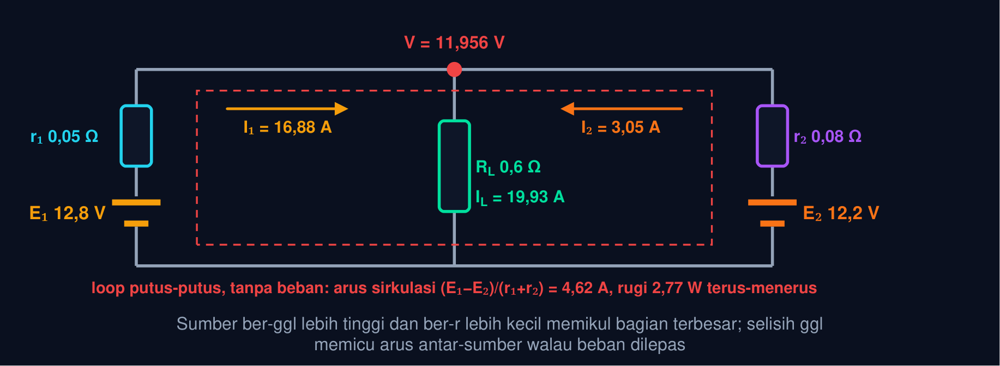 V = 11,956 V
I₁ = 16,88 A
I₂ = 3,05 A
r₁ 0,05 Ω
r₂ 0,08 Ω
R_L 0,6 Ω
I_L = 19,93 A
E₁ 12,8 V
E₂ 12,2 V
loop putus-putus, tanpa beban: arus sirkulasi (E₁−E₂)/(r₁+r₂) = 4,62 A, rugi 2,77 W terus-menerus
Sumber ber-ggl lebih tinggi dan ber-r lebih kecil memikul bagian terbesar; selisih ggl
memicu arus antar-sumber walau beban dilepas